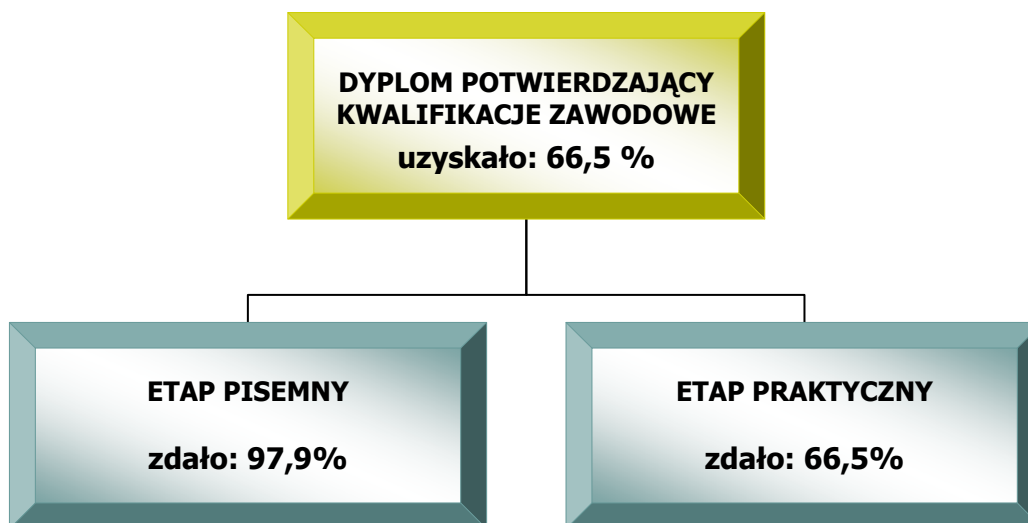 DYPLOM POTWIERDZAJĄCY
KWALIFIKACJE ZAWODOWE
uzyskało: 66,5 %
ETAP PISEMNY
zdało: 97,9%
ETAP PRAKTYCZNY
zdało: 66,5%